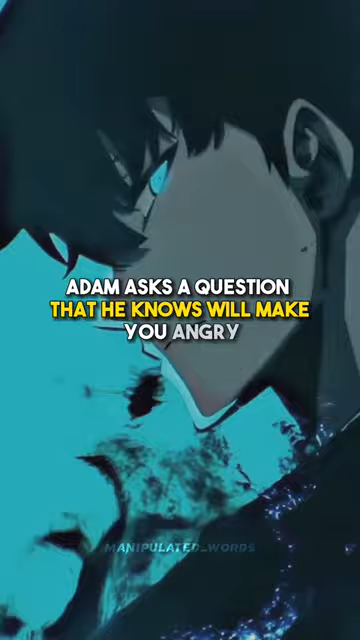 ADAM ASKS A QUESTION
THAT HE KNOWS WILL MAKE
YOU ANGRY
MANIPULATED_WORDS